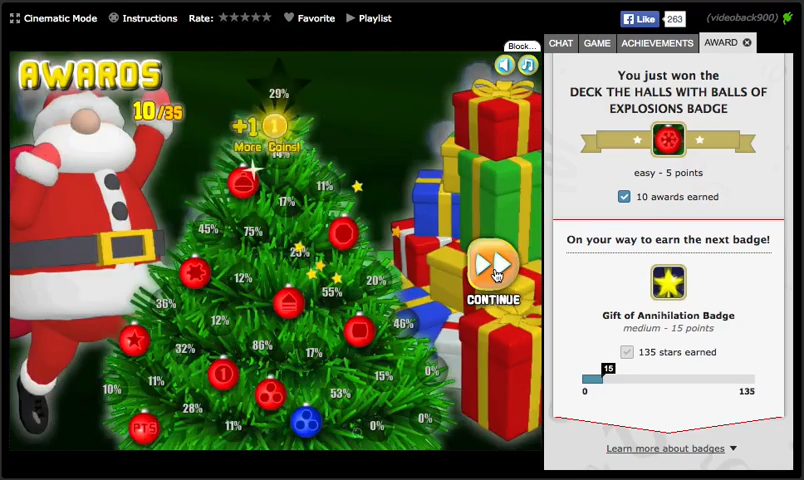 Cinematic Mode Instructions Rate: Favorite Playlist
Like 263 (videoback900)
Block...
CHAT GAME ACHIEVEMENTS AWARD
AWARDS
10/35
29%
+1 1
More Coins!
11%
17%
45% 75%
23%
12% 20%
55%
36%
12% 46%
32% 86% 17%
0%
11% 1 15%
10% 53%
28% 0%
PTS 11% 0%
CONTINUE
You just won the
DECK THE HALLS WITH BALLS OF
EXPLOSIONS BADGE
easy - 5 points
10 awards earned
On your way to earn the next badge!
Gift of Annihilation Badge
medium - 15 points
135 stars earned
15
0 135
Learn more about badges